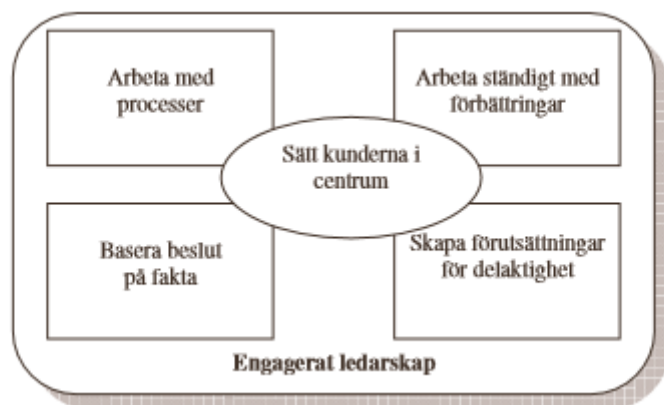 Arbeta med
processer
Arbeta ständigt med
förbättringar
Sätt kunderna i
centrum
Basera beslut
på fakta
Skapa förutsättningar
för delaktighet
Engagerat ledarskap